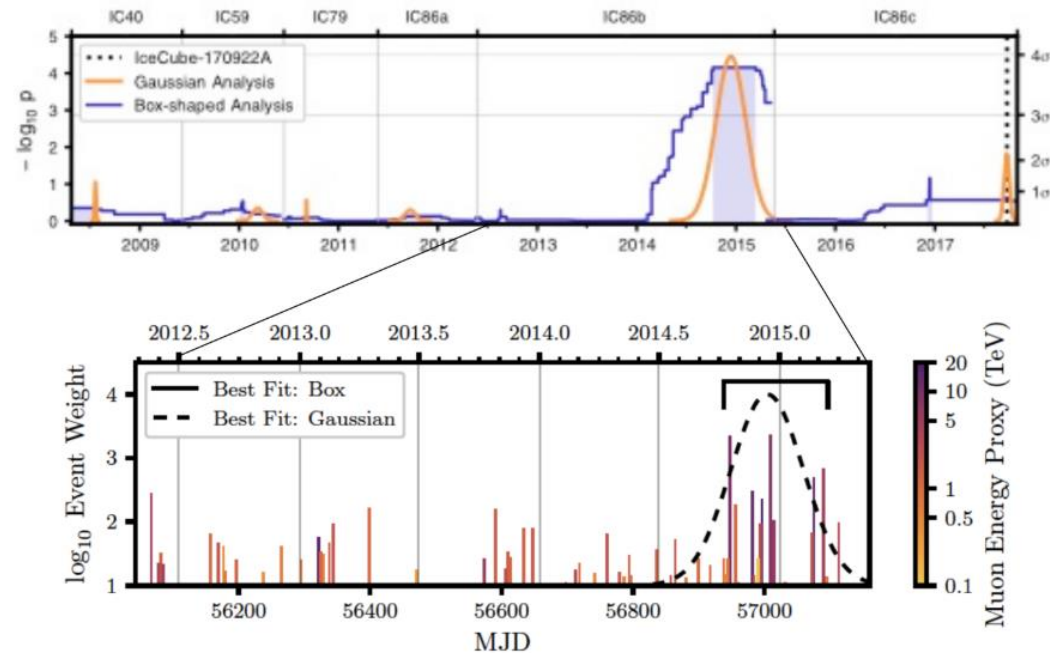 IC40 IC59 IC79 IC86a IC86b IC86c
5
4
3
2
1
0
− log₁₀ p
IceCube-170922A
Gaussian Analysis
Box-shaped Analysis
4σ
3σ
2σ
1σ
2009 2010 2011 2012 2013 2014 2015 2016 2017
2012.5 2013.0 2013.5 2014.0 2014.5 2015.0
4
3
2
1
log₁₀ Event Weight
Best Fit: Box
Best Fit: Gaussian
56200 56400 56600 56800 57000
MJD
20
10
5
1
0.5
0.1
Muon Energy Proxy (TeV)